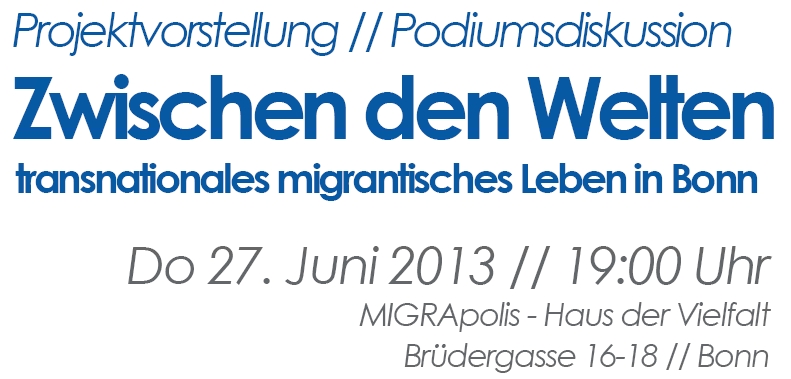 Projektvorstellung // Podiumsdiskussion
Zwischen den Welten
transnationales migrantisches Leben in Bonn
Do 27. Juni 2013 // 19:00 Uhr
MIGRApolis - Haus der Vielfalt
Brüdergasse 16-18 // Bonn